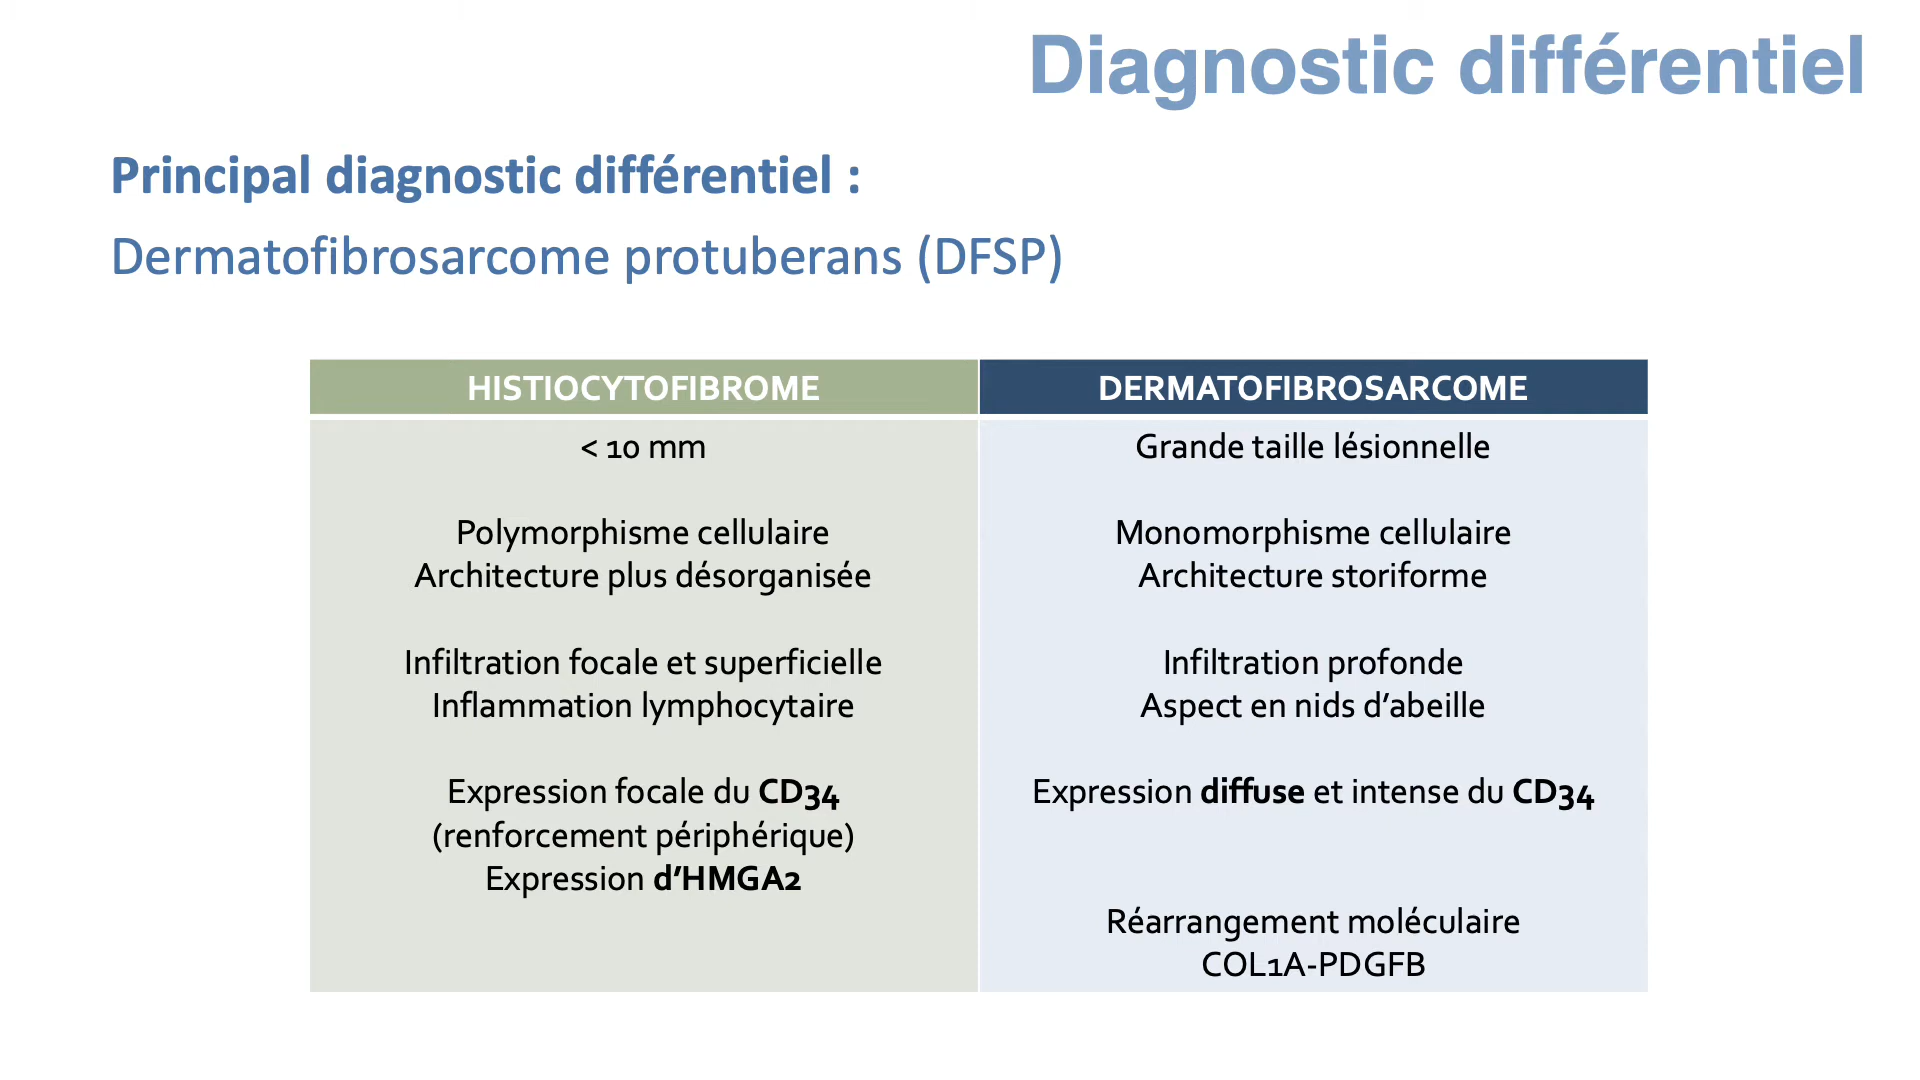 Diagnostic différentiel
Principal diagnostic différentiel :
Dermatofibrosarcome protuberans (DFSP)
HISTIOCYTOFIBROME
< 10 mm
Polymorphisme cellulaire
Architecture plus désorganisée
Infiltration focale et superficielle
Inflammation lymphocytaire
Expression focale du CD34
(renforcement périphérique)
Expression d’HMGA2
DERMATOFIBROSARCOME
Grande taille lésionnelle
Monomorphisme cellulaire
Architecture storiforme
Infiltration profonde
Aspect en nids d’abeille
Expression diffuse et intense du CD34
Réarrangement moléculaire
COL1A-PDGFB